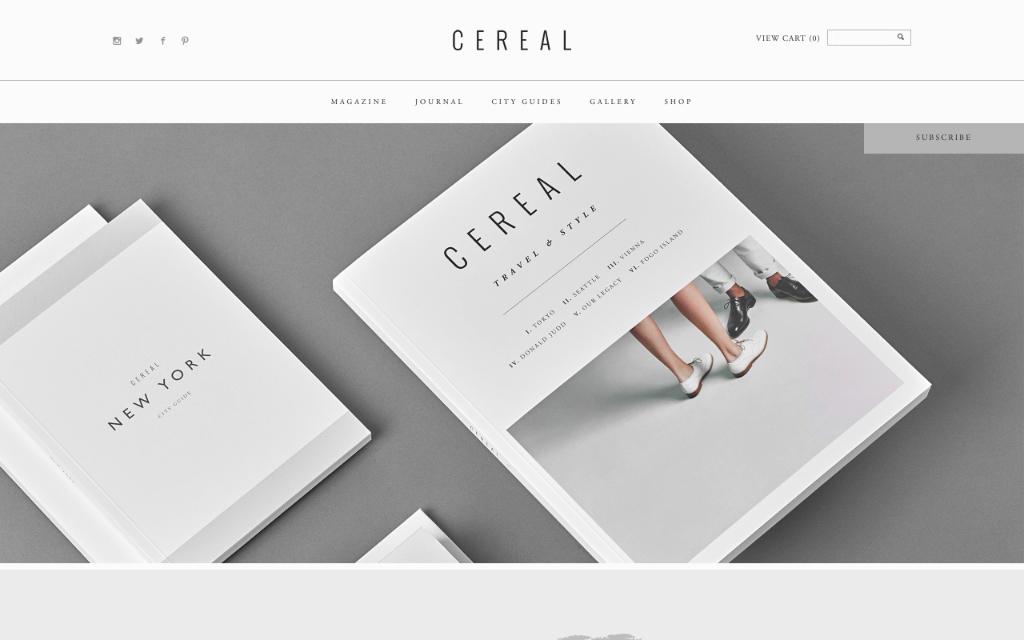 CEREAL
VIEW CART (0)
MAGAZINE JOURNAL CITY GUIDES GALLERY SHOP
SUBSCRIBE
CEREAL
TRAVEL & STYLE
I. TOKYO II. SEATTLE III. VIENNA
IV. DONALD JUDD V. OUR LEGACY VI. FOGO ISLAND
CEREAL
NEW YORK
CITY GUIDE